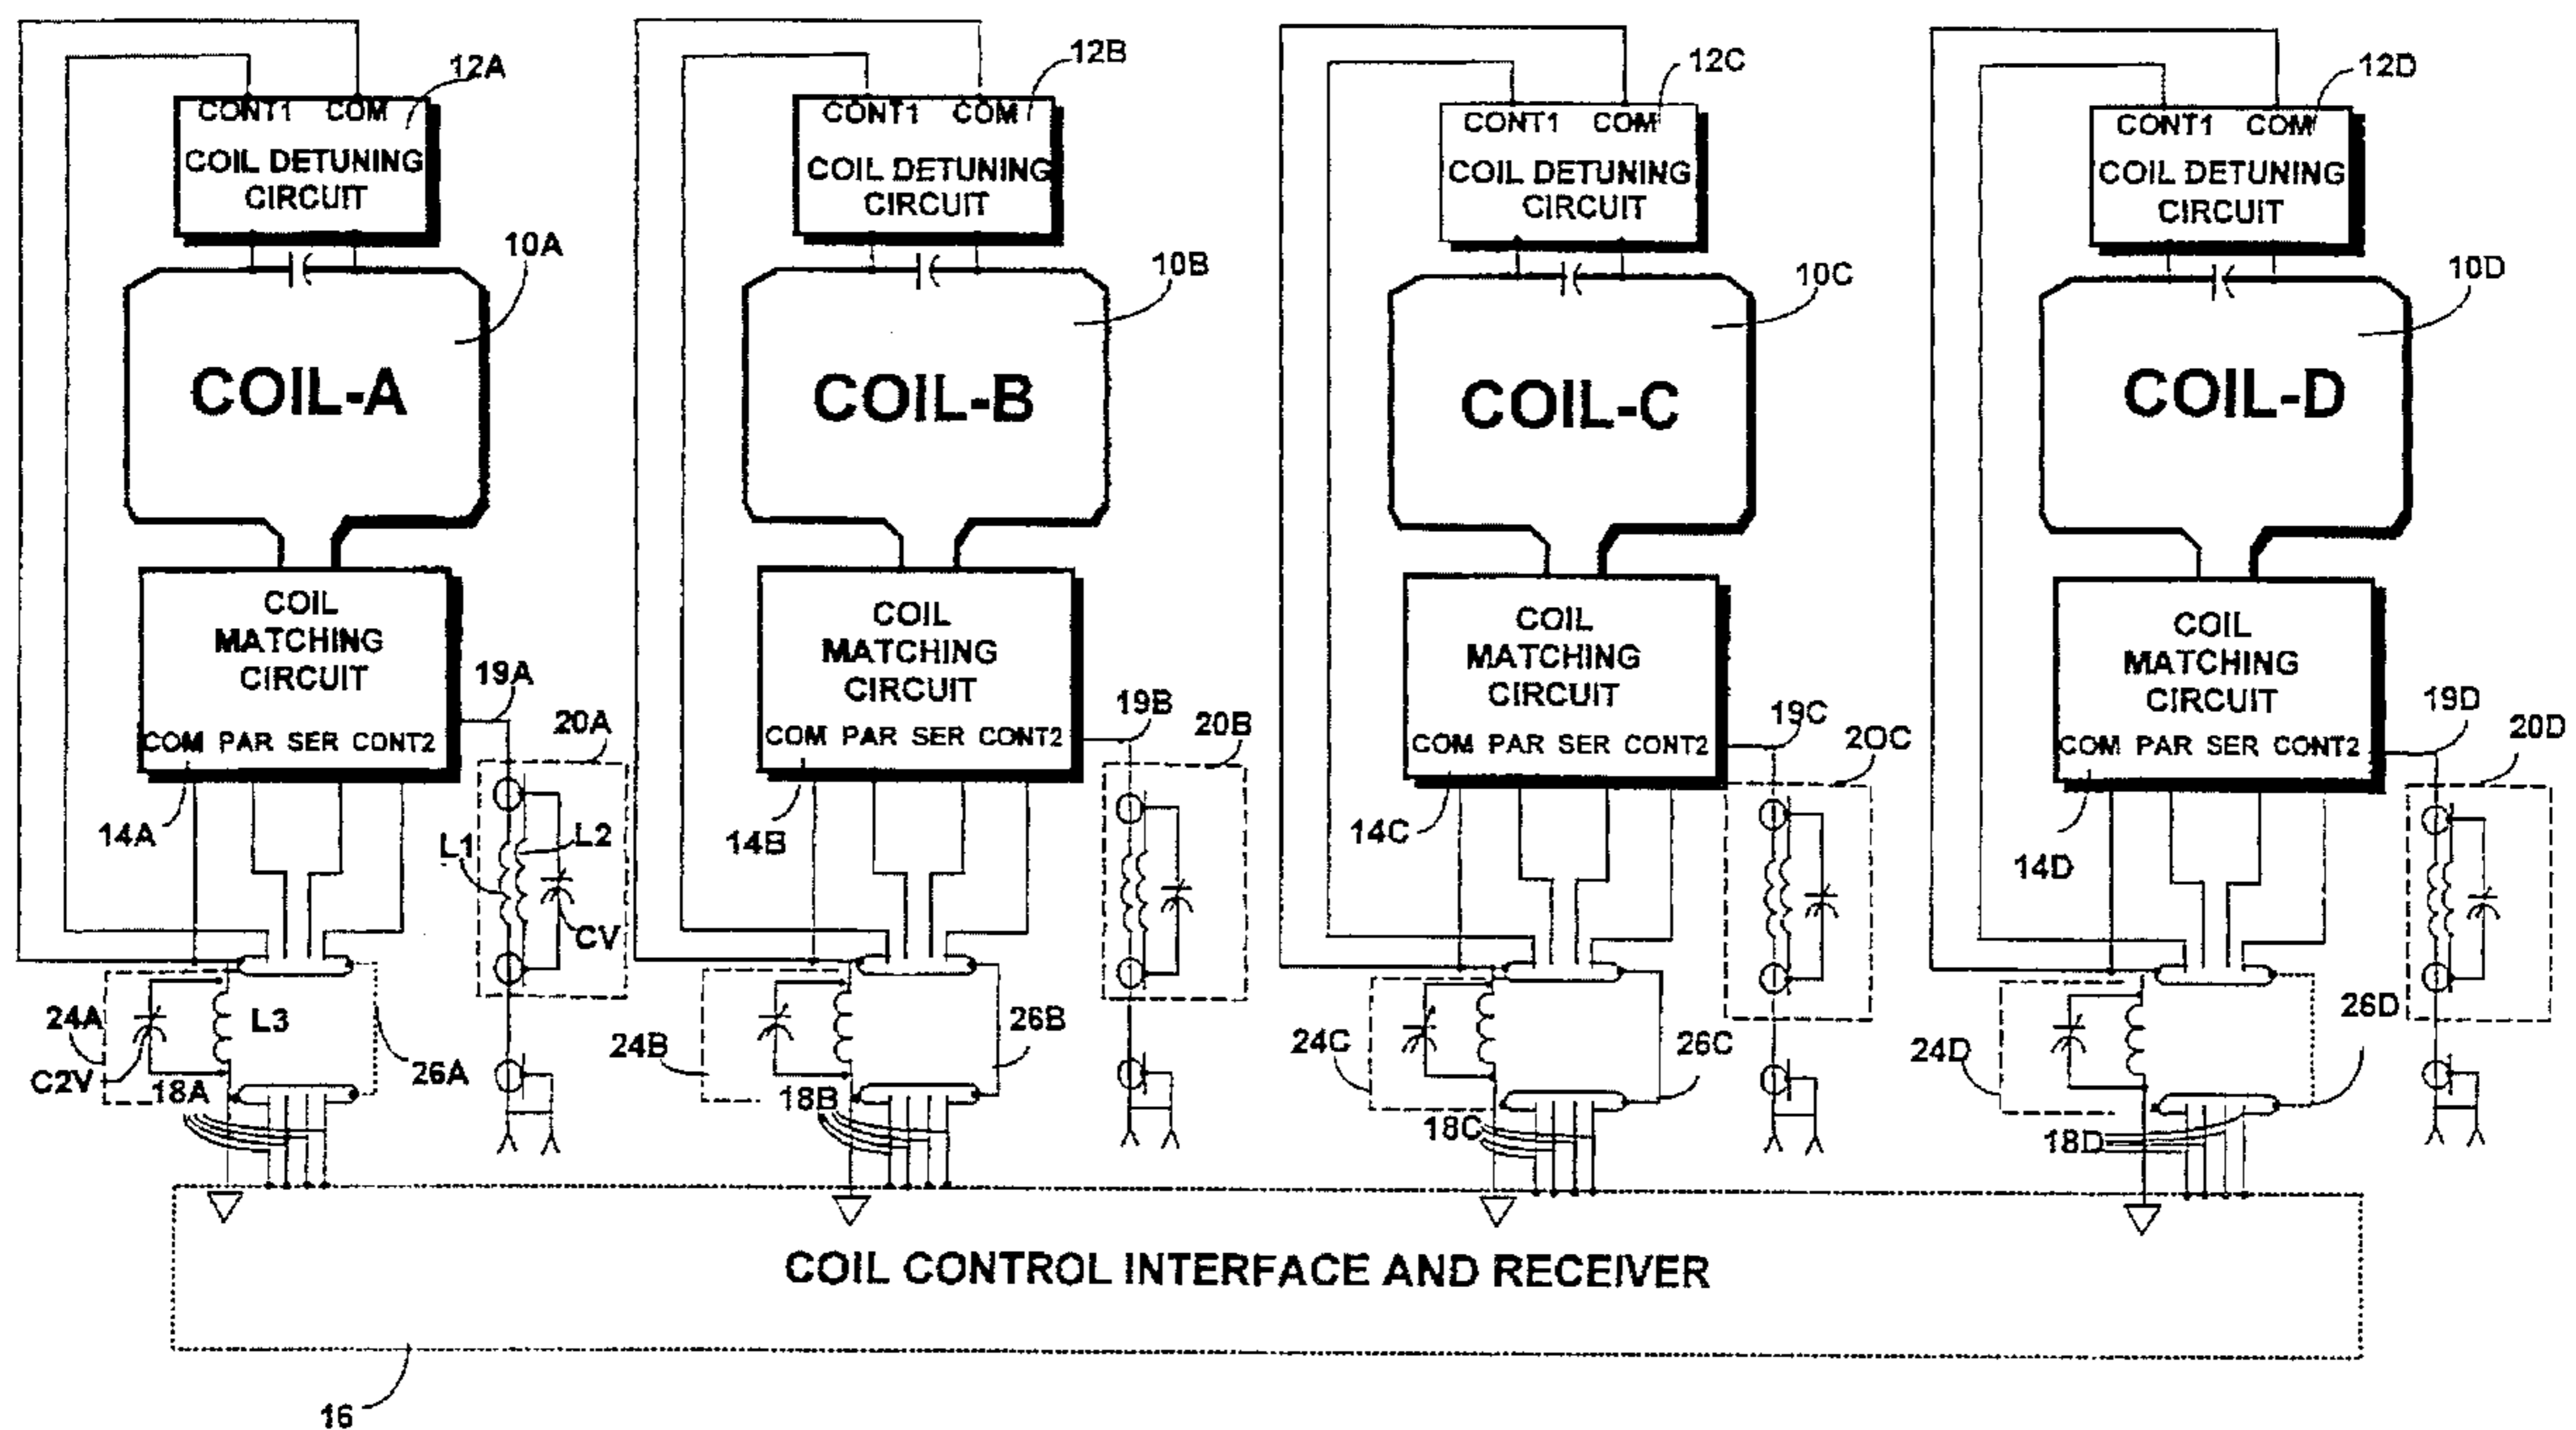 12A
CONT1 COM
COIL DETUNING
CIRCUIT
10A
COIL-A
COIL
MATCHING
CIRCUIT
COM PAR SER CONT2
19A
20A
14A
L1
L2
CV
24A
L3
C2V
18A
26A
12B
CONT1 COM
COIL DETUNING
CIRCUIT
10B
COIL-B
COIL
MATCHING
CIRCUIT
COM PAR SER CONT2
19B
20B
14B
24B
26B
18B
12C
CONT1 COM
COIL DETUNING
CIRCUIT
10C
COIL-C
COIL
MATCHING
CIRCUIT
COM PAR SER CONT2
19C
20C
14C
24C
26C
18C
12D
CONT1 COM
COIL DETUNING
CIRCUIT
10D
COIL-D
COIL
MATCHING
CIRCUIT
COM PAR SER CONT2
19D
20D
14D
24D
26D
18D
COIL CONTROL INTERFACE AND RECEIVER
16